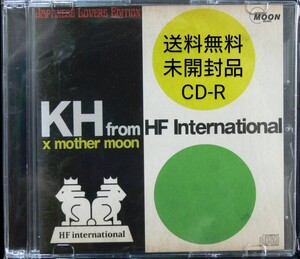 JAPANESE LOVERS EDITION
MOON
送料無料
未開封品
CD-R
KH from HF International
x mother moon
HF international